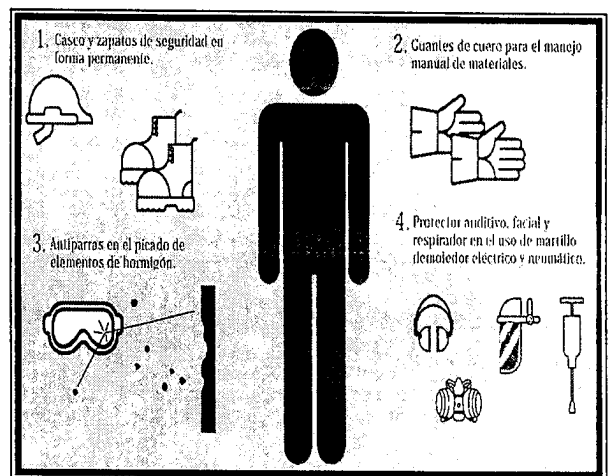 1. Casco y zapatos de seguridad en
forma permanente.
2. Guantes de cuero para el manejo
manual de materiales.
3. Antiparras en el picado de
elementos de hormigón.
4. Protector auditivo, facial y
respirador en el uso de martillo
demoledor eléctrico y neumático.